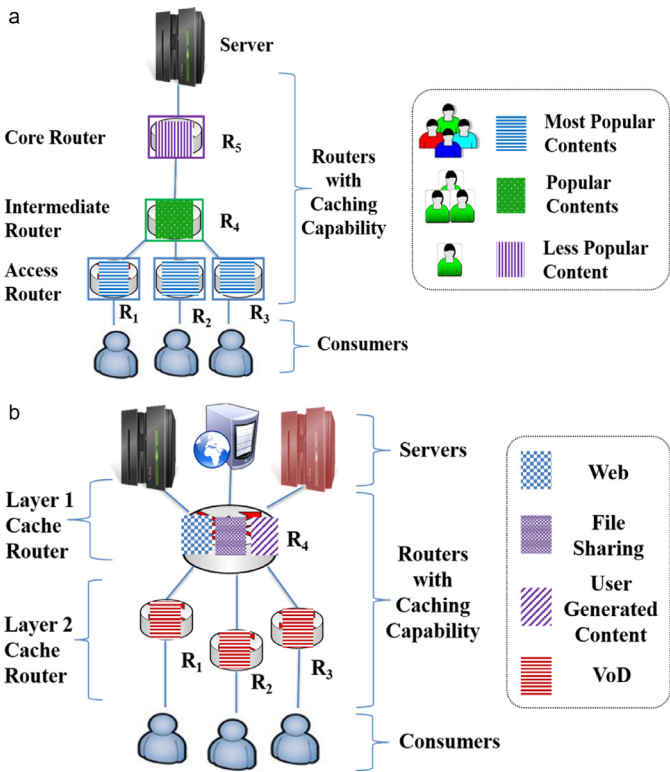 a
Server
Core Router
R5
Routers
with
Caching
Capability
Intermediate
Router
R4
Access
Router
R1
R2
R3
Consumers
Most Popular
Contents
Popular
Contents
Less Popular
Content
b
Servers
Layer 1
Cache
Router
R4
Routers
with
Caching
Capability
Layer 2
Cache
Router
R1
R2
R3
Consumers
Web
File
Sharing
User
Generated
Content
VoD